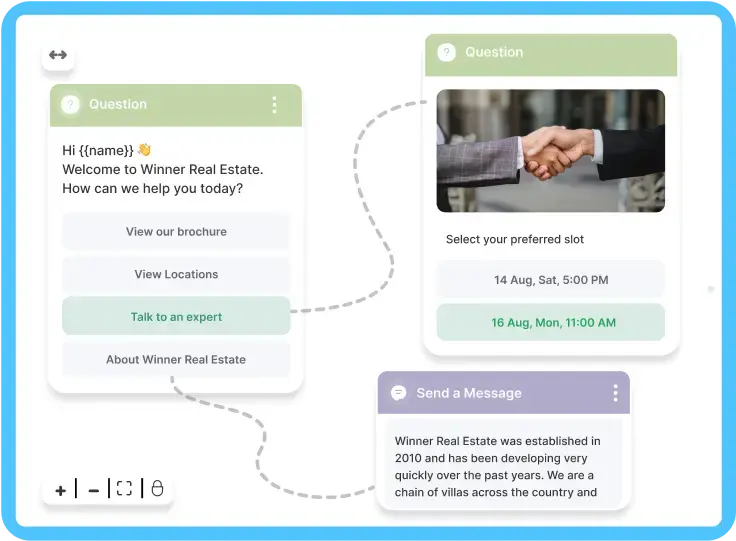 Question
Hi {{name}} 👋
Welcome to Winner Real Estate.
How can we help you today?
View our brochure
View Locations
Talk to an expert
About Winner Real Estate
Question
Select your preferred slot
14 Aug, Sat, 5:00 PM
16 Aug, Mon, 11:00 AM
Send a Message
Winner Real Estate was established in
2010 and has been developing very
quickly over the past years. We are a
chain of villas across the country and